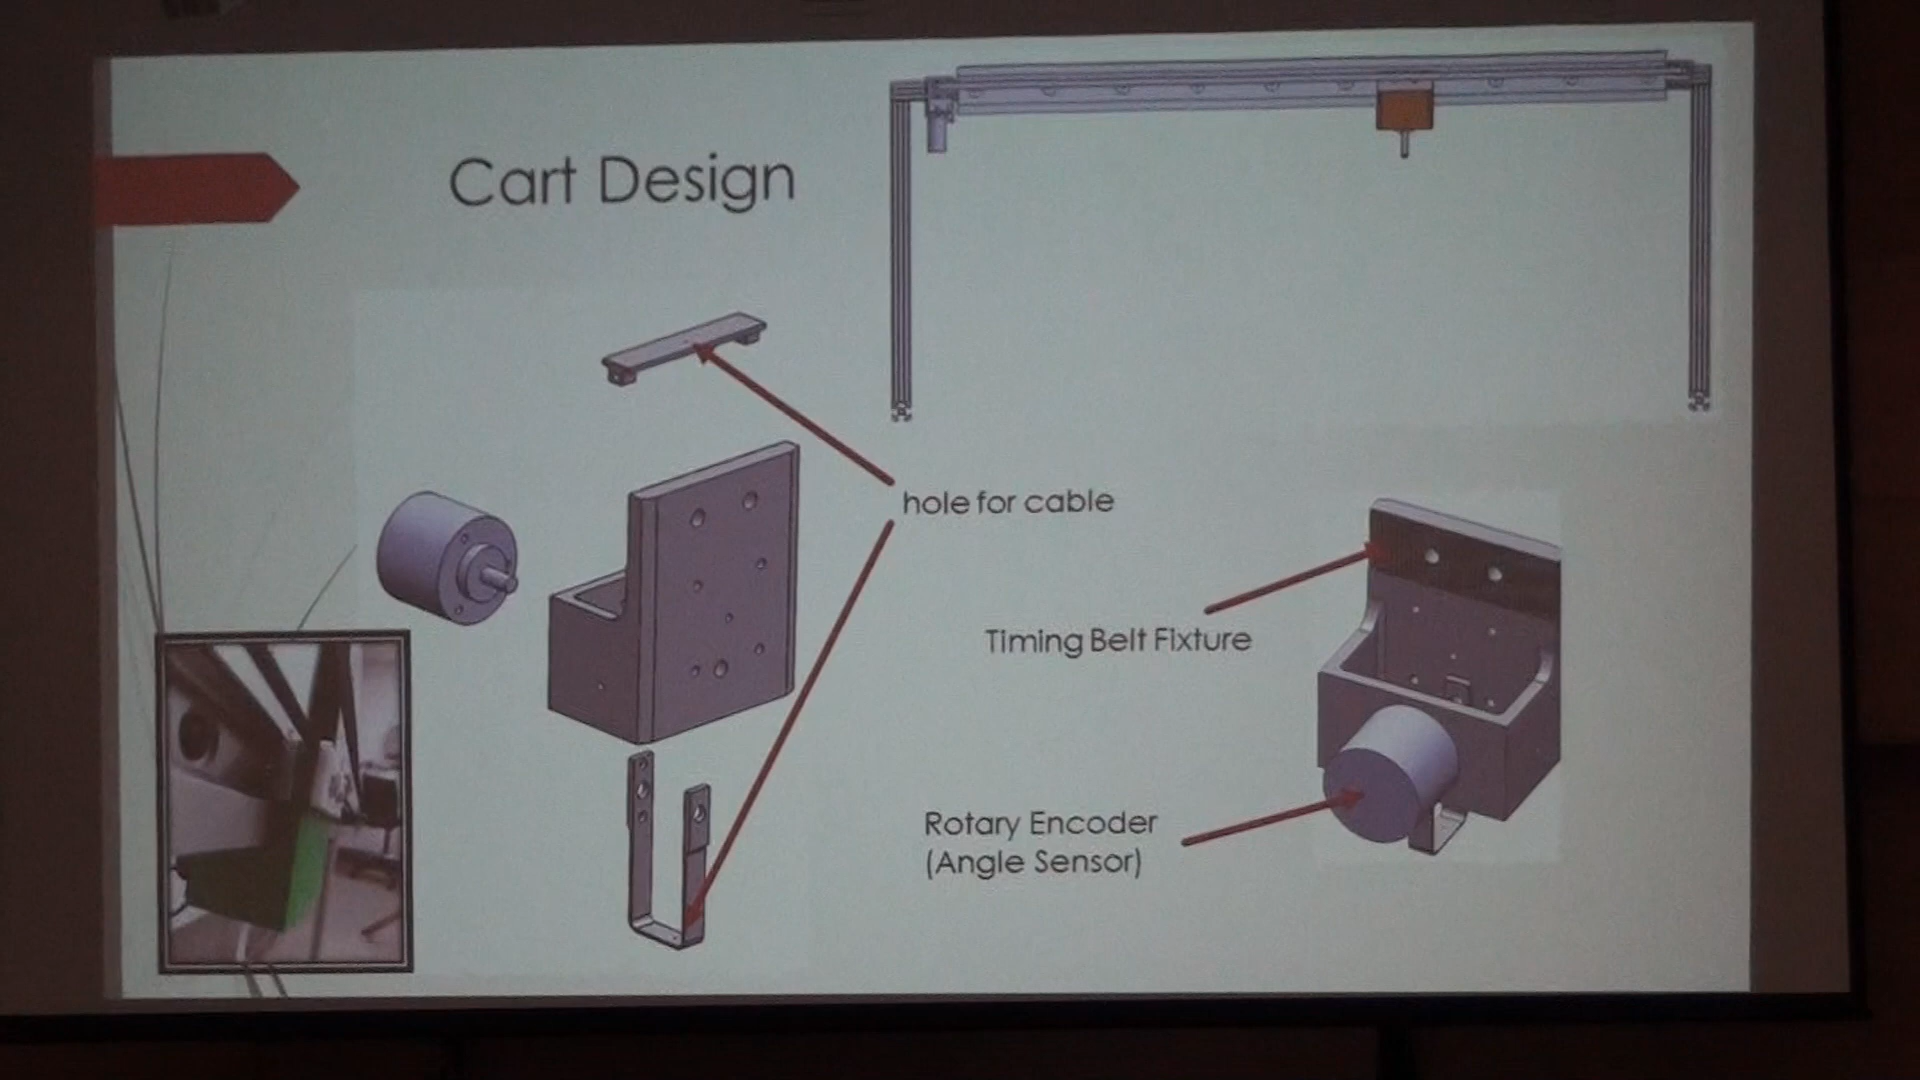 Cart Design
hole for cable
Timing Belt Fixture
Rotary Encoder
(Angle Sensor)